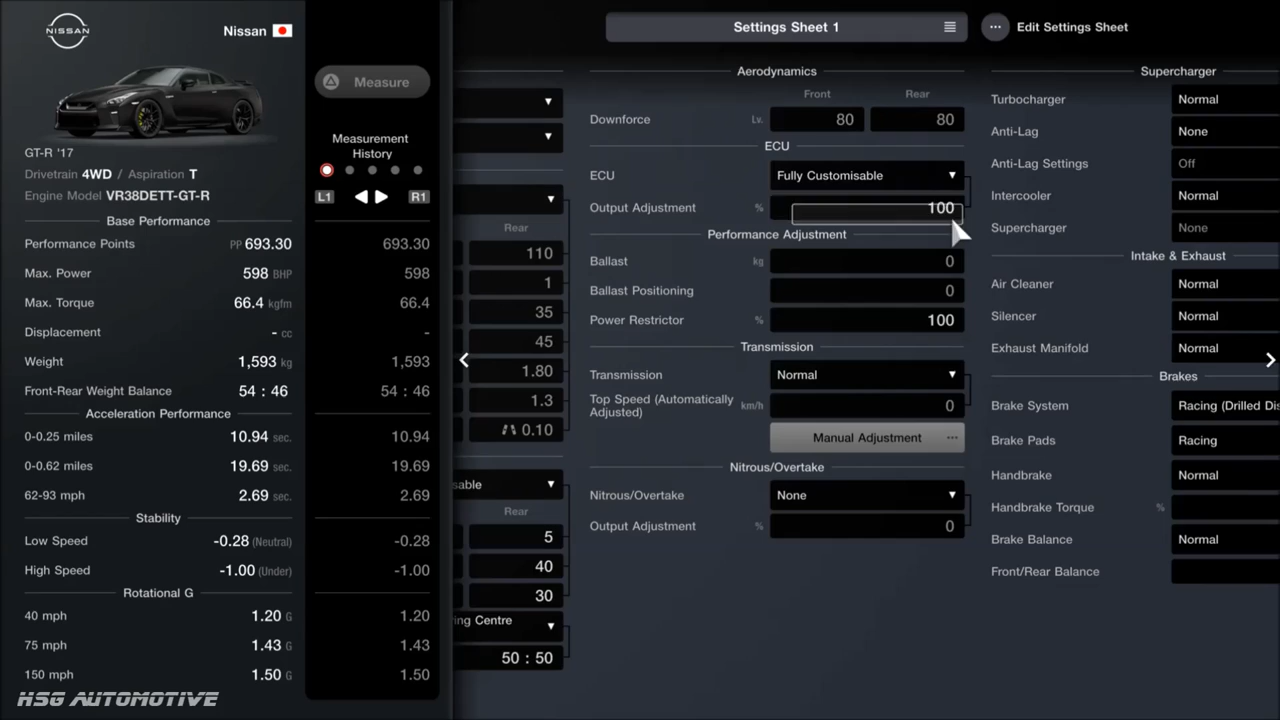 NISSAN
Nissan
GT-R '17
Drivetrain 4WD / Aspiration T
Engine Model VR38DETT-GT-R
Base Performance
Performance Points PP 693.30
Max. Power 598 BHP
Max. Torque 66.4 kgfm
Displacement - cc
Weight 1,593 kg
Front-Rear Weight Balance 54 : 46
Acceleration Performance
0-0.25 miles 10.94 sec.
0-0.62 miles 19.69 sec.
62-93 mph 2.69 sec.
Stability
Low Speed -0.28 (Neutral)
High Speed -1.00 (Under)
Rotational G
40 mph 1.20 G
75 mph 1.43 G
150 mph 1.50 G
HSG AUTOMOTIVE
Measure
Measurement
History
L1 R1
693.30
598
66.4
-
1,593
54 : 46
10.94
19.69
2.69
-0.28
-1.00
1.20
1.43
1.50
Rear
110
1
35
45
1.80
1.3
0.10
sable
Rear
5
40
30
ring Centre
50 : 50
Settings Sheet 1
Edit Settings Sheet
Aerodynamics
Front Rear
Downforce Lv. 80 80
ECU
ECU Fully Customisable
Output Adjustment % 100
Performance Adjustment
Ballast kg 0
Ballast Positioning 0
Power Restrictor % 100
Transmission
Transmission Normal
Top Speed (Automatically
Adjusted) km/h 0
Manual Adjustment ...
Nitrous/Overtake
Nitrous/Overtake None
Output Adjustment % 0
Supercharger
Turbocharger Normal
Anti-Lag None
Anti-Lag Settings Off
Intercooler Normal
Supercharger None
Intake & Exhaust
Air Cleaner Normal
Silencer Normal
Exhaust Manifold Normal
Brakes
Brake System Racing (Drilled Dis
Brake Pads Racing
Handbrake Normal
Handbrake Torque %
Brake Balance Normal
Front/Rear Balance